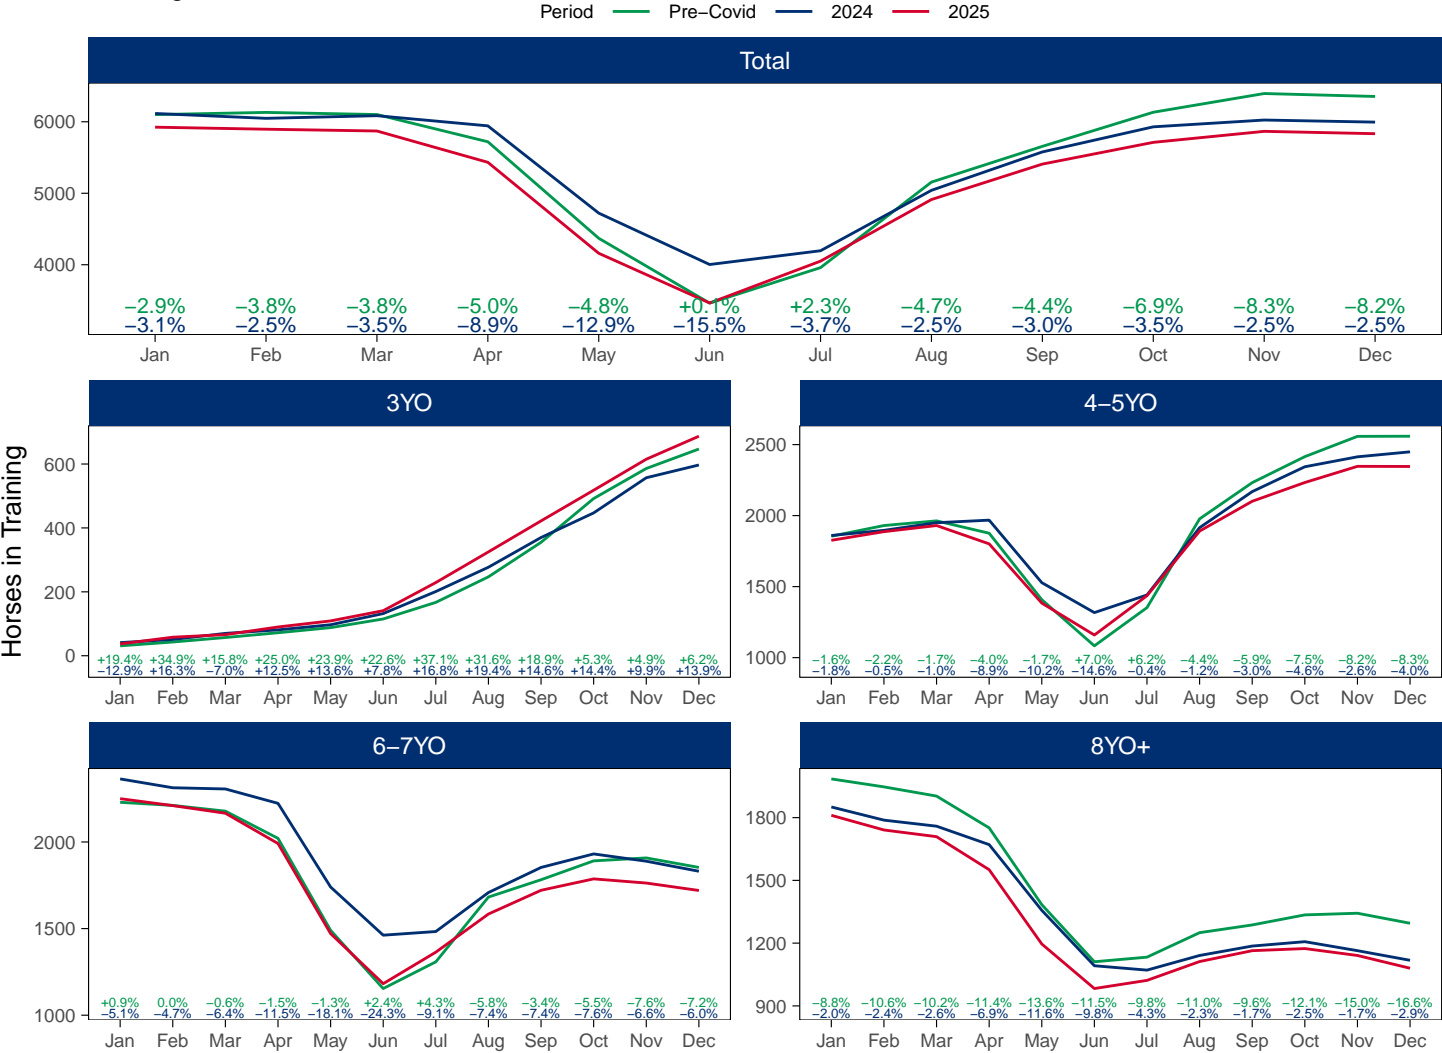 Period Pre−Covid 2024 2025
Total
6000
5000
4000
−2.9% −3.8% −3.8% −5.0% −4.8% +0.1% +2.3% −4.7% −4.4% −6.9% −8.3% −8.2%
−3.1% −2.5% −3.5% −8.9% −12.9% −15.5% −3.7% −2.5% −3.0% −3.5% −2.5% −2.5%
Jan Feb Mar Apr May Jun Jul Aug Sep Oct Nov Dec
Horses in Training
3YO
600
400
200
0
+19.4% +34.9% +15.8% +25.0% +23.9% +22.6% +37.1% +31.6% +18.9% +5.3% +4.9% +6.2%
−12.9% +16.3% −7.0% +12.5% +13.6% +7.8% +16.8% +19.4% +14.6% +14.4% +9.9% +13.9%
Jan Feb Mar Apr May Jun Jul Aug Sep Oct Nov Dec
4−5YO
2500
2000
1500
1000
−1.6% −2.2% −1.7% −4.0% −1.7% +7.0% +6.2% −4.4% −5.9% −7.5% −8.2% −8.3%
−1.8% −0.5% −1.0% −8.9% −10.2% −14.6% −0.4% −1.2% −3.0% −4.6% −2.6% −4.0%
Jan Feb Mar Apr May Jun Jul Aug Sep Oct Nov Dec
6−7YO
2000
1500
1000
+0.9% 0.0% −0.6% −1.5% −1.3% +2.4% +4.3% −5.8% −3.4% −5.5% −7.6% −7.2%
−5.1% −4.7% −6.4% −11.5% −18.1% −24.3% −9.1% −7.4% −7.4% −7.6% −6.6% −6.0%
Jan Feb Mar Apr May Jun Jul Aug Sep Oct Nov Dec
8YO+
1800
1500
1200
900
−8.8% −10.6% −10.2% −11.4% −13.6% −11.5% −9.8% −11.0% −9.6% −12.1% −15.0% −16.6%
−2.0% −2.4% −2.6% −6.9% −11.6% −9.8% −4.3% −2.3% −1.7% −2.5% −1.7% −2.9%
Jan Feb Mar Apr May Jun Jul Aug Sep Oct Nov Dec